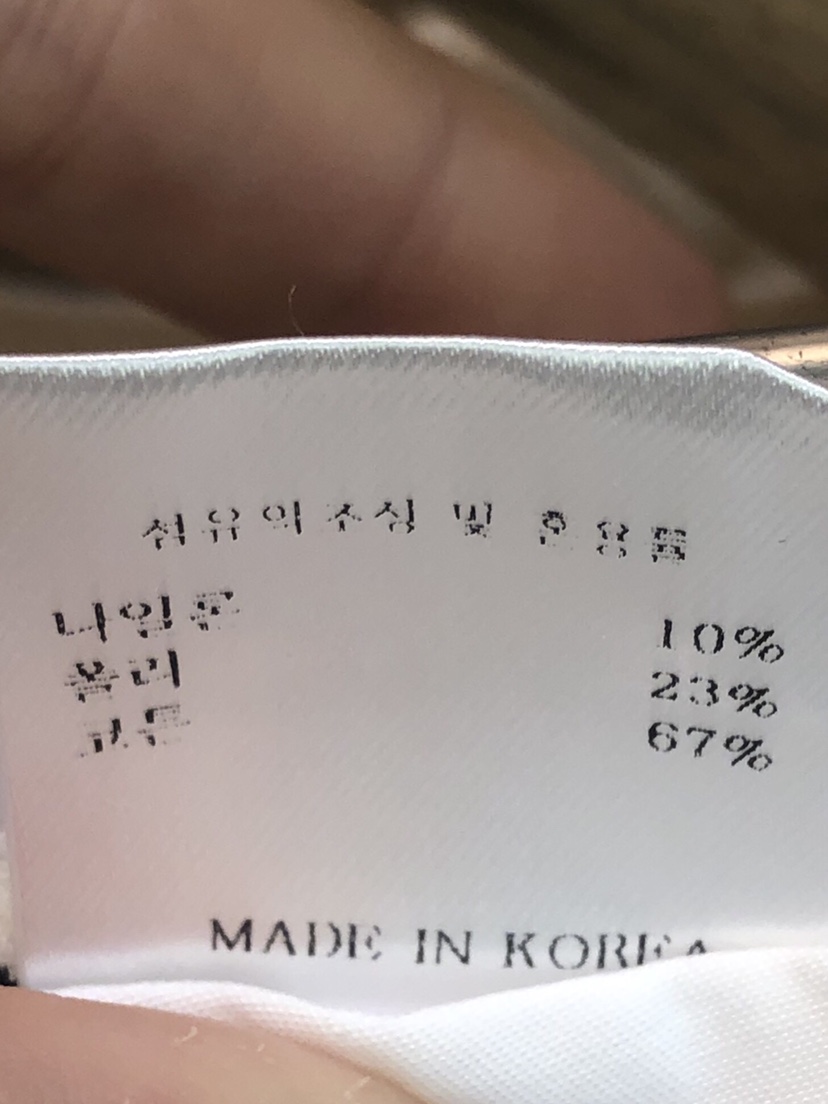 섬유의조성 및 혼용률
나일론 10%
폴리 23%
코튼 67%
MADE IN KOREA